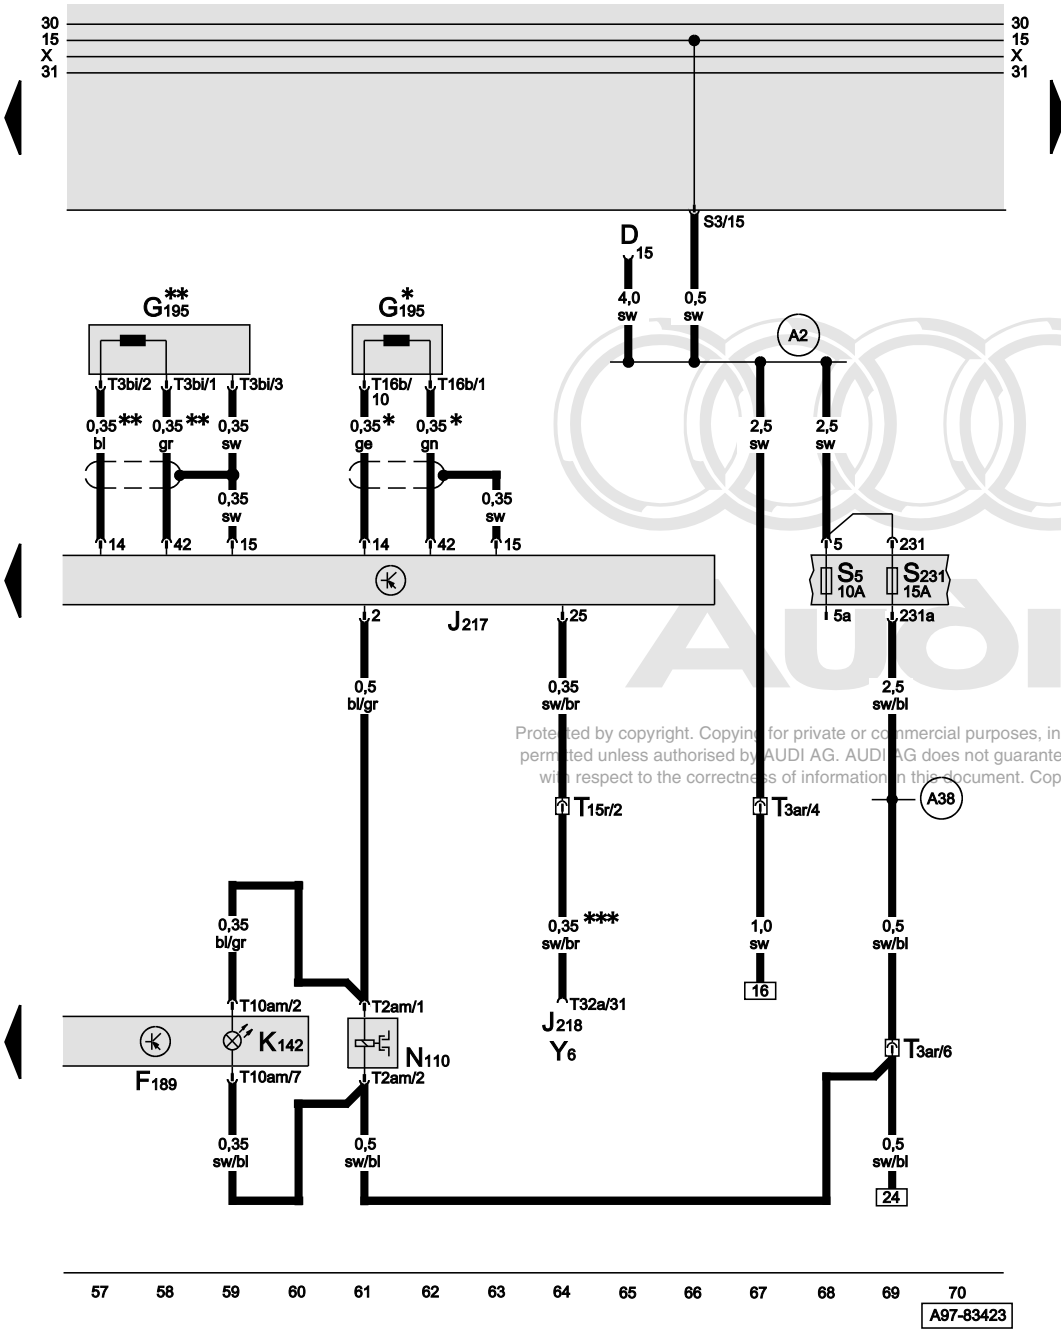 30 30
15 15
X X
31 31
S3/15
D 15
4,0 sw
0,5 sw
A2
G195**
G195*
T3bi/2 T3bi/1 T3bi/3
T16b/10 T16b/1
0,35** bl
0,35** gr
0,35 sw
0,35* ge
0,35* gn
2,5 sw
2,5 sw
0,35 sw
0,35 sw
14 42 15 14 42 15 5 231
S5 10A
S231 15A
2 J217 25 5a 231a
Audi
0,5 bl/gr
0,35 sw/br
2,5 sw/bl
Protected by copyright. Copying for private or commercial purposes, in
permitted unless authorised by AUDI AG. AUDI AG does not guarante
with respect to the correctness of information in this document. Cop
T15r/2
T3ar/4
A38
0,35 bl/gr
0,35*** sw/br
1,0 sw
0,5 sw/bl
16
T10am/2 T2am/1 T32a/31
J218
Y6
K142
N110
F189
T10am/7 T2am/2
T3ar/6
0,35 sw/bl
0,5 sw/bl
0,5 sw/bl
24
57 58 59 60 61 62 63 64 65 66 67 68 69 70
A97-83423